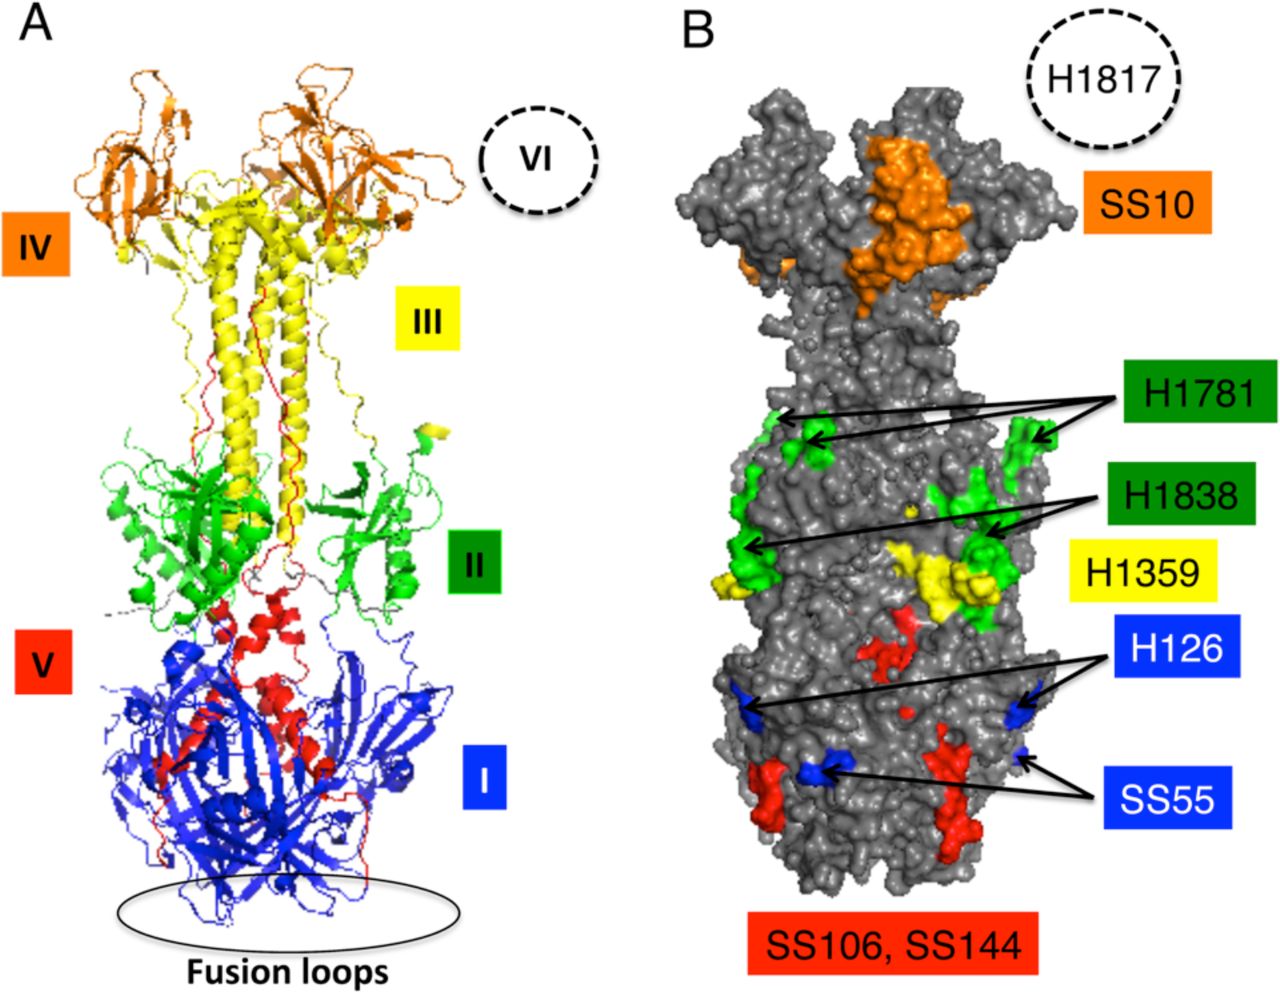 A
VI
IV
III
II
V
I
Fusion loops
B
H1817
SS10
H1781
H1838
H1359
H126
SS55
SS106, SS144